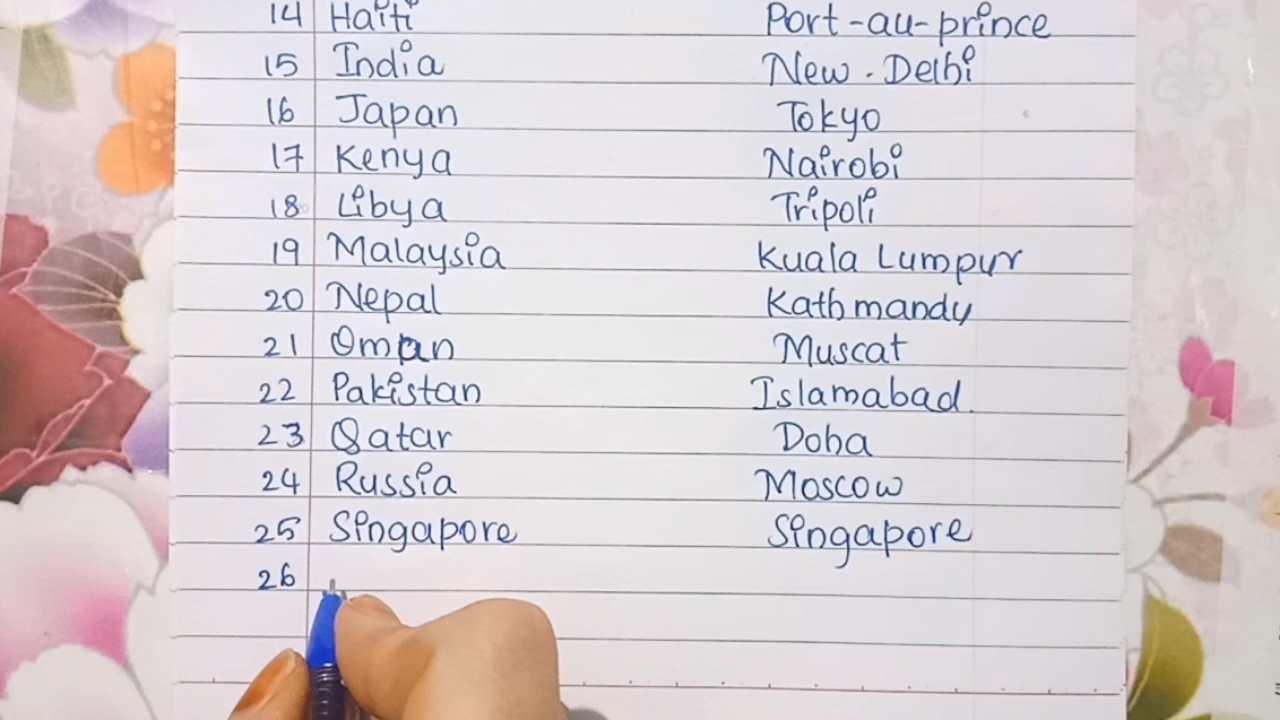 14 Haiti Port-au-prince
15 India New-Delhi
16 Japan Tokyo
17 Kenya Nairobi
18 Libya Tripoli
19 Malaysia Kuala Lumpur
20 Nepal Kathmandy
21 Oman Muscat
22 Pakistan Islamabad.
23 Qatar Doha
24 Russia Moscow
25 Singapore Singapore
26